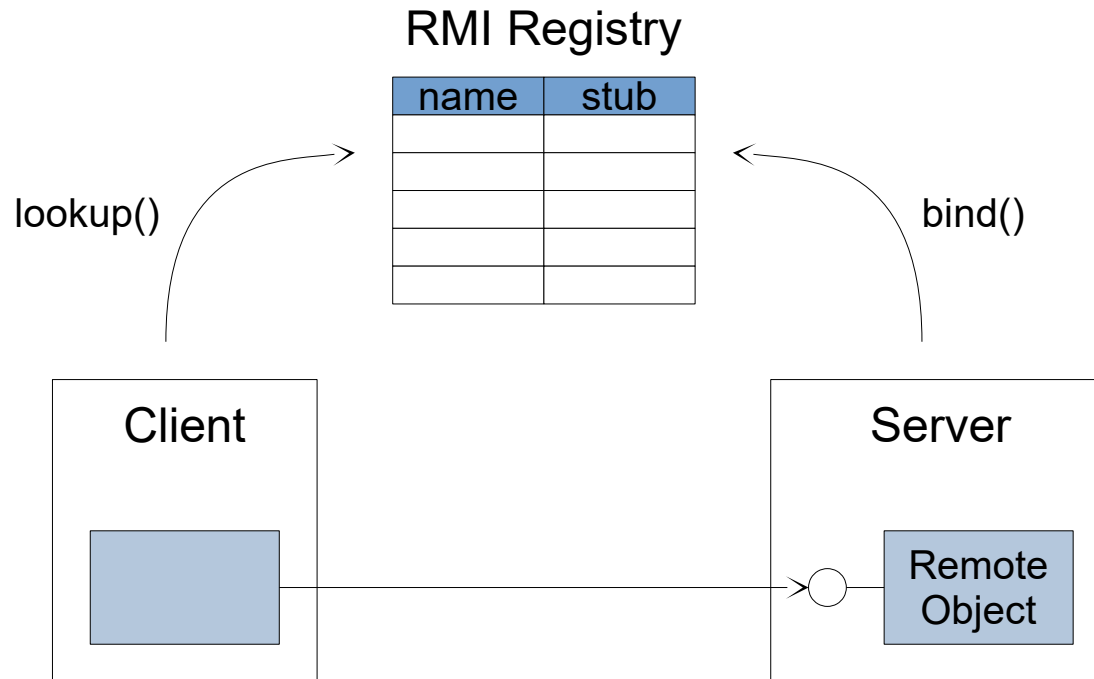 RMI Registry
name stub
lookup()
bind()
Client
Server
Remote
Object